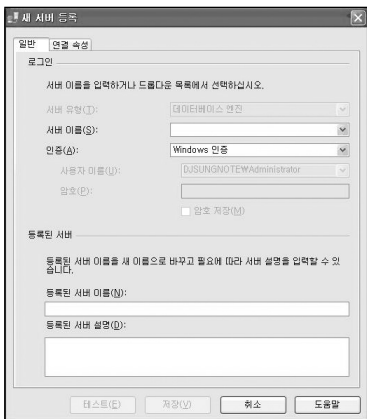 새 서버 등록
일반 연결 속성
로그인
서버 이름을 입력하거나 드롭다운 목록에서 선택하십시오.
서버 유형(T): 데이터베이스 엔진
서버 이름(S):
인증(A): Windows 인증
사용자 이름(U): DJSUNGNOTE₩Administrator
암호(P):
암호 저장(M)
등록된 서버
등록된 서버 이름을 새 이름으로 바꾸고 필요에 따라 서버 설명을 입력할 수 있
습니다.
등록된 서버 이름(N):
등록된 서버 설명(D):
테스트(E) 저장(V) 취소 도움말